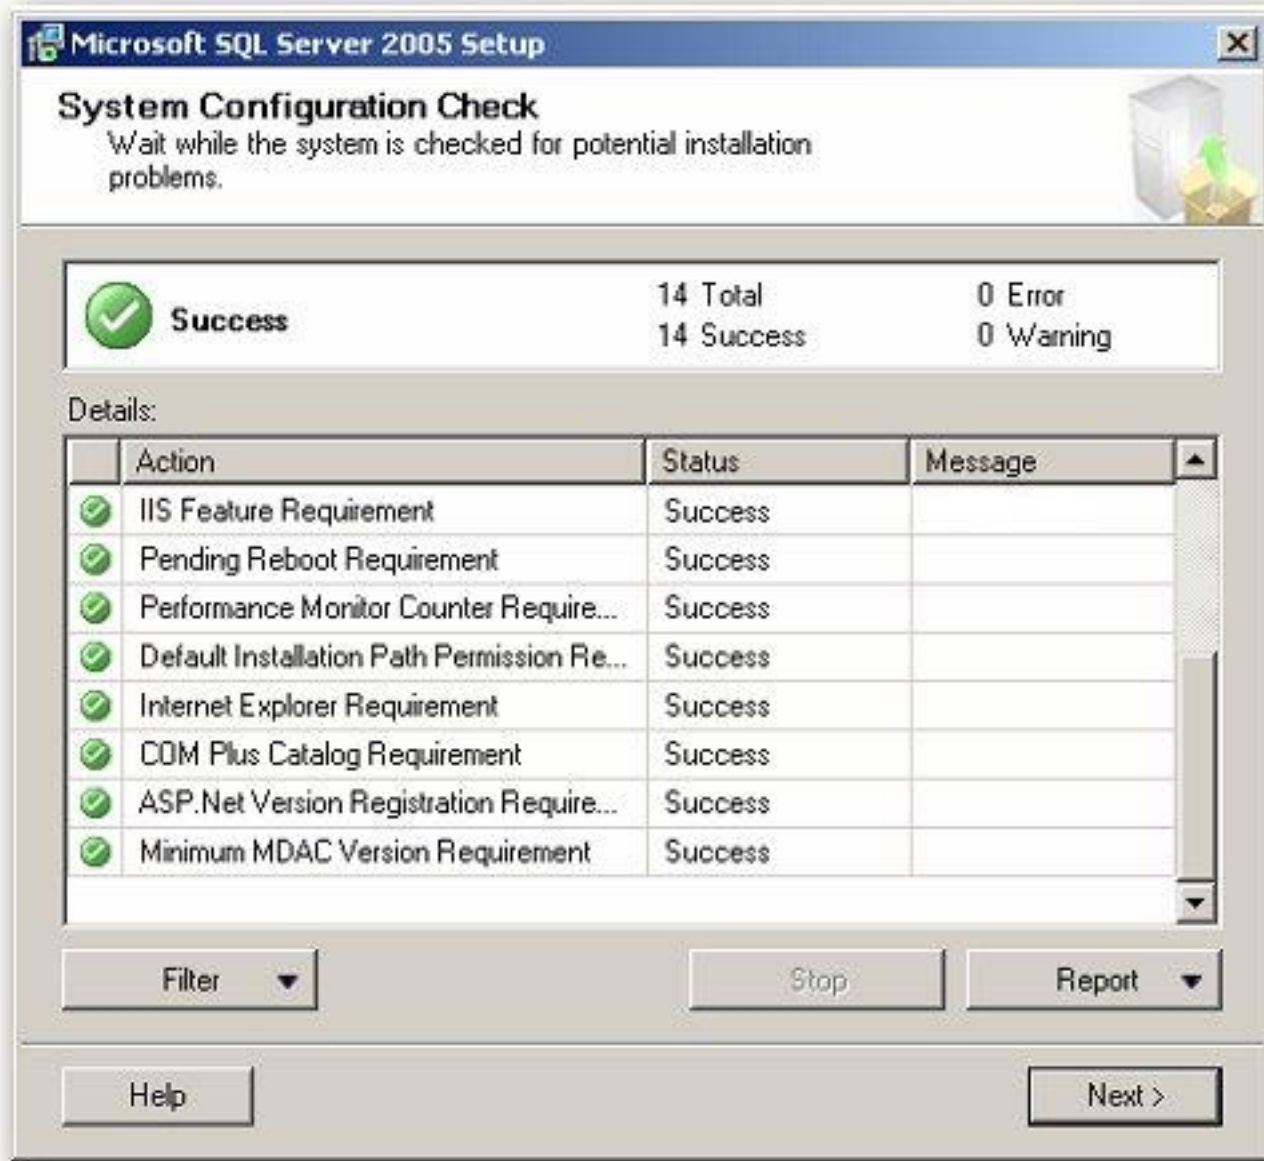 Microsoft SQL Server 2005 Setup
System Configuration Check
Wait while the system is checked for potential installation
problems.
Success
14 Total
0 Error
14 Success
0 Warning
Details:
Action Status Message
IIS Feature Requirement Success
Pending Reboot Requirement Success
Performance Monitor Counter Require... Success
Default Installation Path Permission Re... Success
Internet Explorer Requirement Success
COM Plus Catalog Requirement Success
ASP.Net Version Registration Require... Success
Minimum MDAC Version Requirement Success
Filter Stop Report
Help Next >